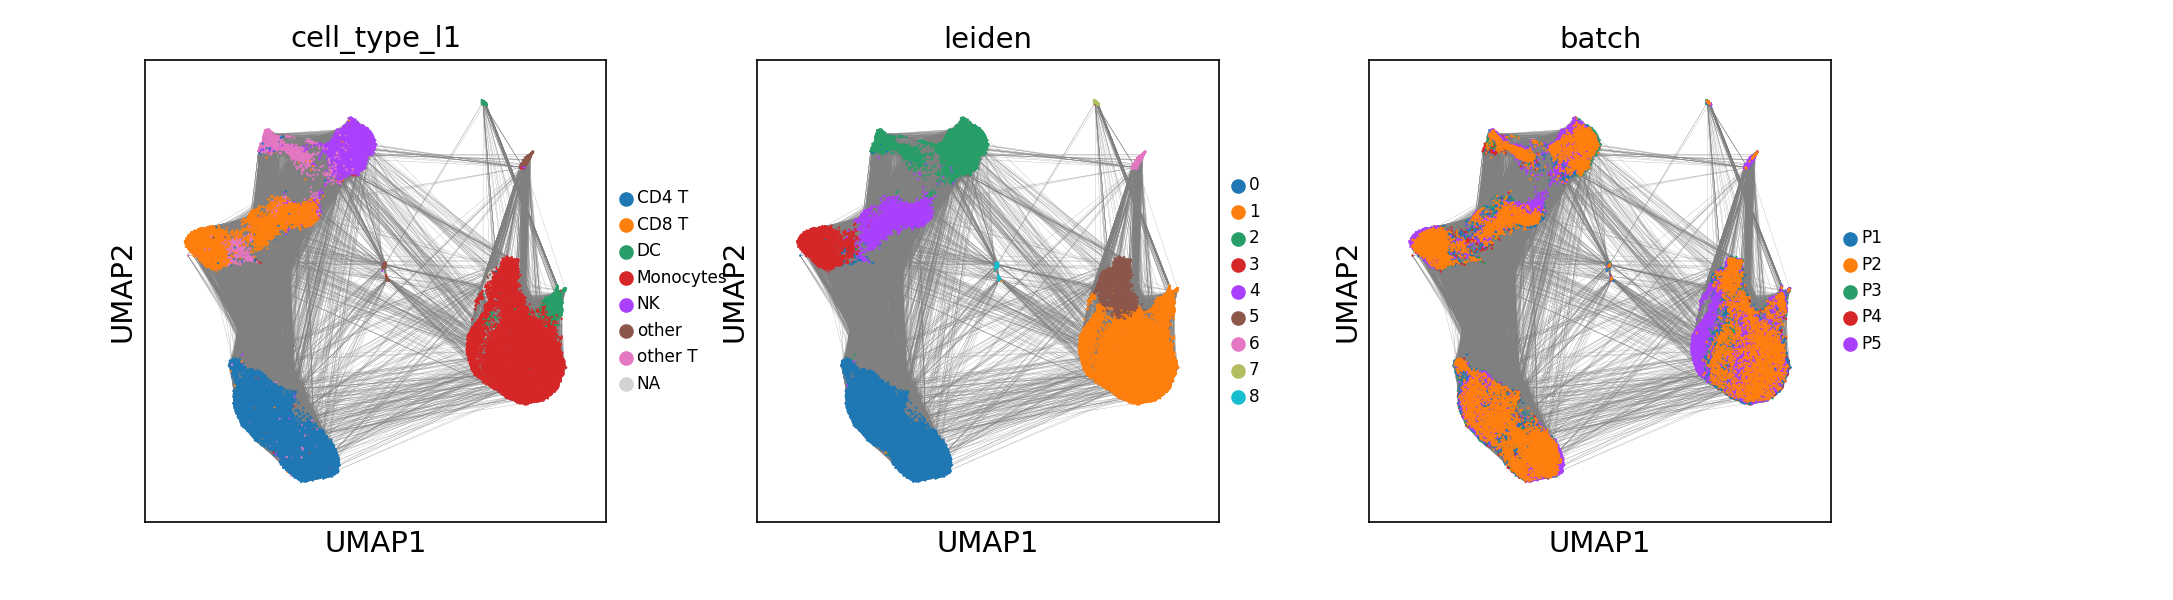 cell_type_l1
UMAP2
UMAP1
CD4 T
CD8 T
DC
Monocytes
NK
other
other T
NA
leiden
UMAP2
UMAP1
0
1
2
3
4
5
6
7
8
batch
UMAP2
UMAP1
P1
P2
P3
P4
P5